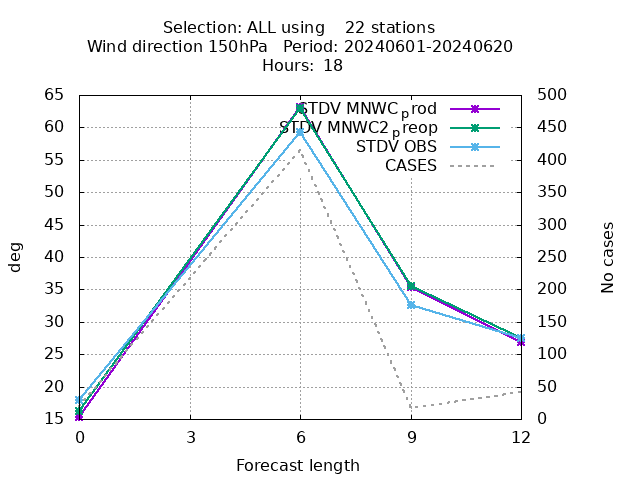 Selection: ALL using    22 stations
Wind direction 150hPa   Period: 20240601-20240620
Hours: 18
65 500
STDV MNWCprod
60 450
STDV MNWC2preop
STDV OBS
55 400
CASES
50 350
45 300
40 250
deg
No cases
35 200
30 150
25 100
20 50
15 0
0 3 6 9 12
Forecast length